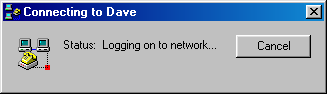 Connecting to Dave
Status:  Logging on to network...
Cancel